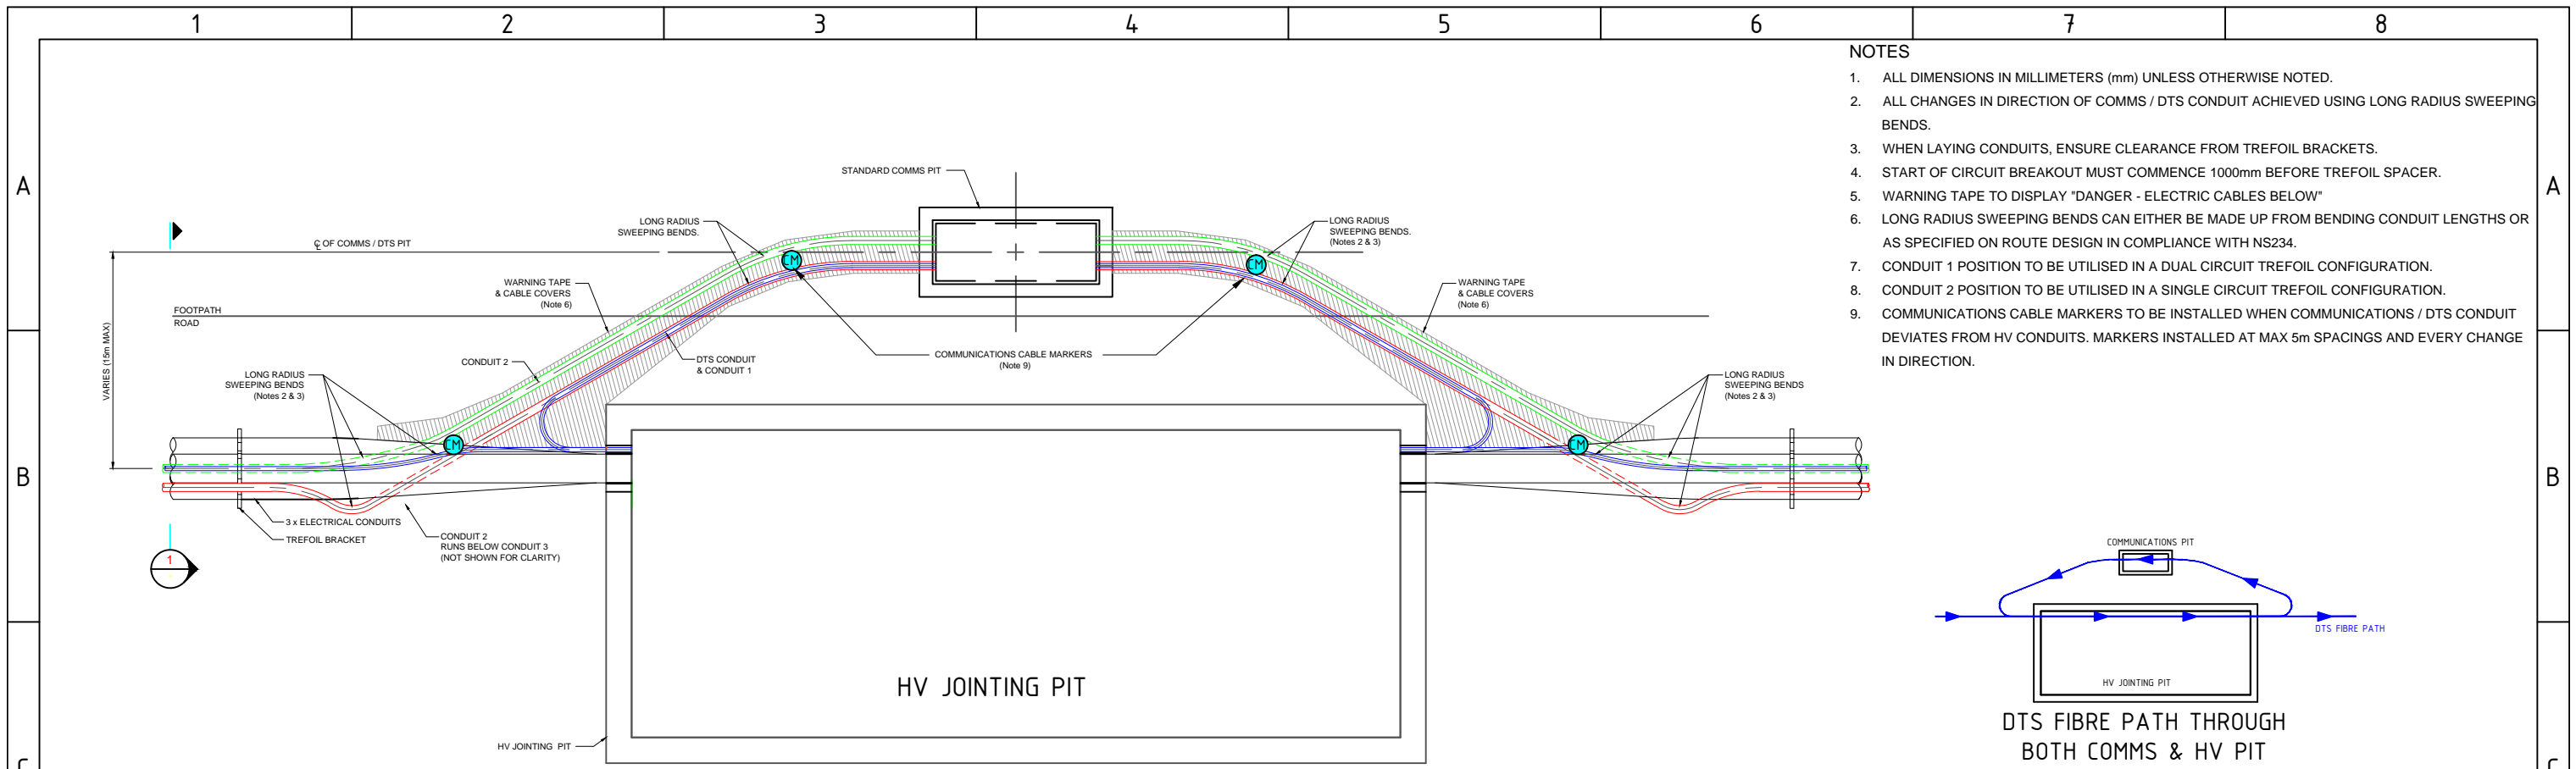 1 2 3 4 5 6 7 8
NOTES
1. ALL DIMENSIONS IN MILLIMETERS (mm) UNLESS OTHERWISE NOTED.
2. ALL CHANGES IN DIRECTION OF COMMS / DTS CONDUIT ACHIEVED USING LONG RADIUS SWEEPING
BENDS.
3. WHEN LAYING CONDUITS, ENSURE CLEARANCE FROM TREFOIL BRACKETS.
4. START OF CIRCUIT BREAKOUT MUST COMMENCE 1000mm BEFORE TREFOIL SPACER.
5. WARNING TAPE TO DISPLAY "DANGER - ELECTRIC CABLES BELOW"
6. LONG RADIUS SWEEPING BENDS CAN EITHER BE MADE UP FROM BENDING CONDUIT LENGTHS OR
AS SPECIFIED ON ROUTE DESIGN IN COMPLIANCE WITH NS234.
7. CONDUIT 1 POSITION TO BE UTILISED IN A DUAL CIRCUIT TREFOIL CONFIGURATION.
8. CONDUIT 2 POSITION TO BE UTILISED IN A SINGLE CIRCUIT TREFOIL CONFIGURATION.
9. COMMUNICATIONS CABLE MARKERS TO BE INSTALLED WHEN COMMUNICATIONS / DTS CONDUIT
DEVIATES FROM HV CONDUITS. MARKERS INSTALLED AT MAX 5m SPACINGS AND EVERY CHANGE
IN DIRECTION.
A
A
STANDARD COMMS PIT
LONG RADIUS
SWEEPING BENDS.
LONG RADIUS
SWEEPING BENDS.
(Notes 2 & 3)
℄ OF COMMS / DTS PIT
CM
CM
WARNING TAPE
& CABLE COVERS
(Note 6)
WARNING TAPE
& CABLE COVERS
(Note 6)
FOOTPATH
ROAD
VARIES (15m MAX)
CONDUIT 2
DTS CONDUIT
& CONDUIT 1
COMMUNICATIONS CABLE MARKERS
(Note 9)
LONG RADIUS
SWEEPING BENDS
(Notes 2 & 3)
LONG RADIUS
SWEEPING BENDS
(Notes 2 & 3)
CM
CM
B
B
3 x ELECTRICAL CONDUITS
TREFOIL BRACKET
CONDUIT 2
RUNS BELOW CONDUIT 3
(NOT SHOWN FOR CLARITY)
1
HV JOINTING PIT
HV JOINTING PIT
COMMUNICATIONS PIT
DTS FIBRE PATH
HV JOINTING PIT
DTS FIBRE PATH THROUGH
BOTH COMMS & HV PIT
C
C